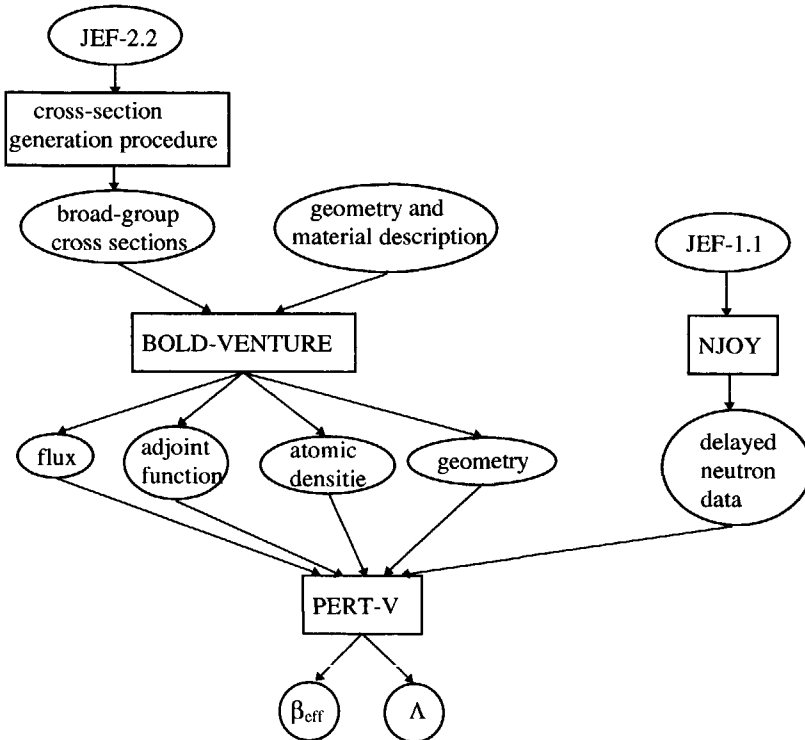 JEF-2.2
cross-section
generation procedure
broad-group
cross sections
geometry and
material description
JEF-1.1
BOLD-VENTURE
NJOY
flux
adjoint
function
atomic
densitie
geometry
delayed
neutron
data
PERT-V
βeff
Λ